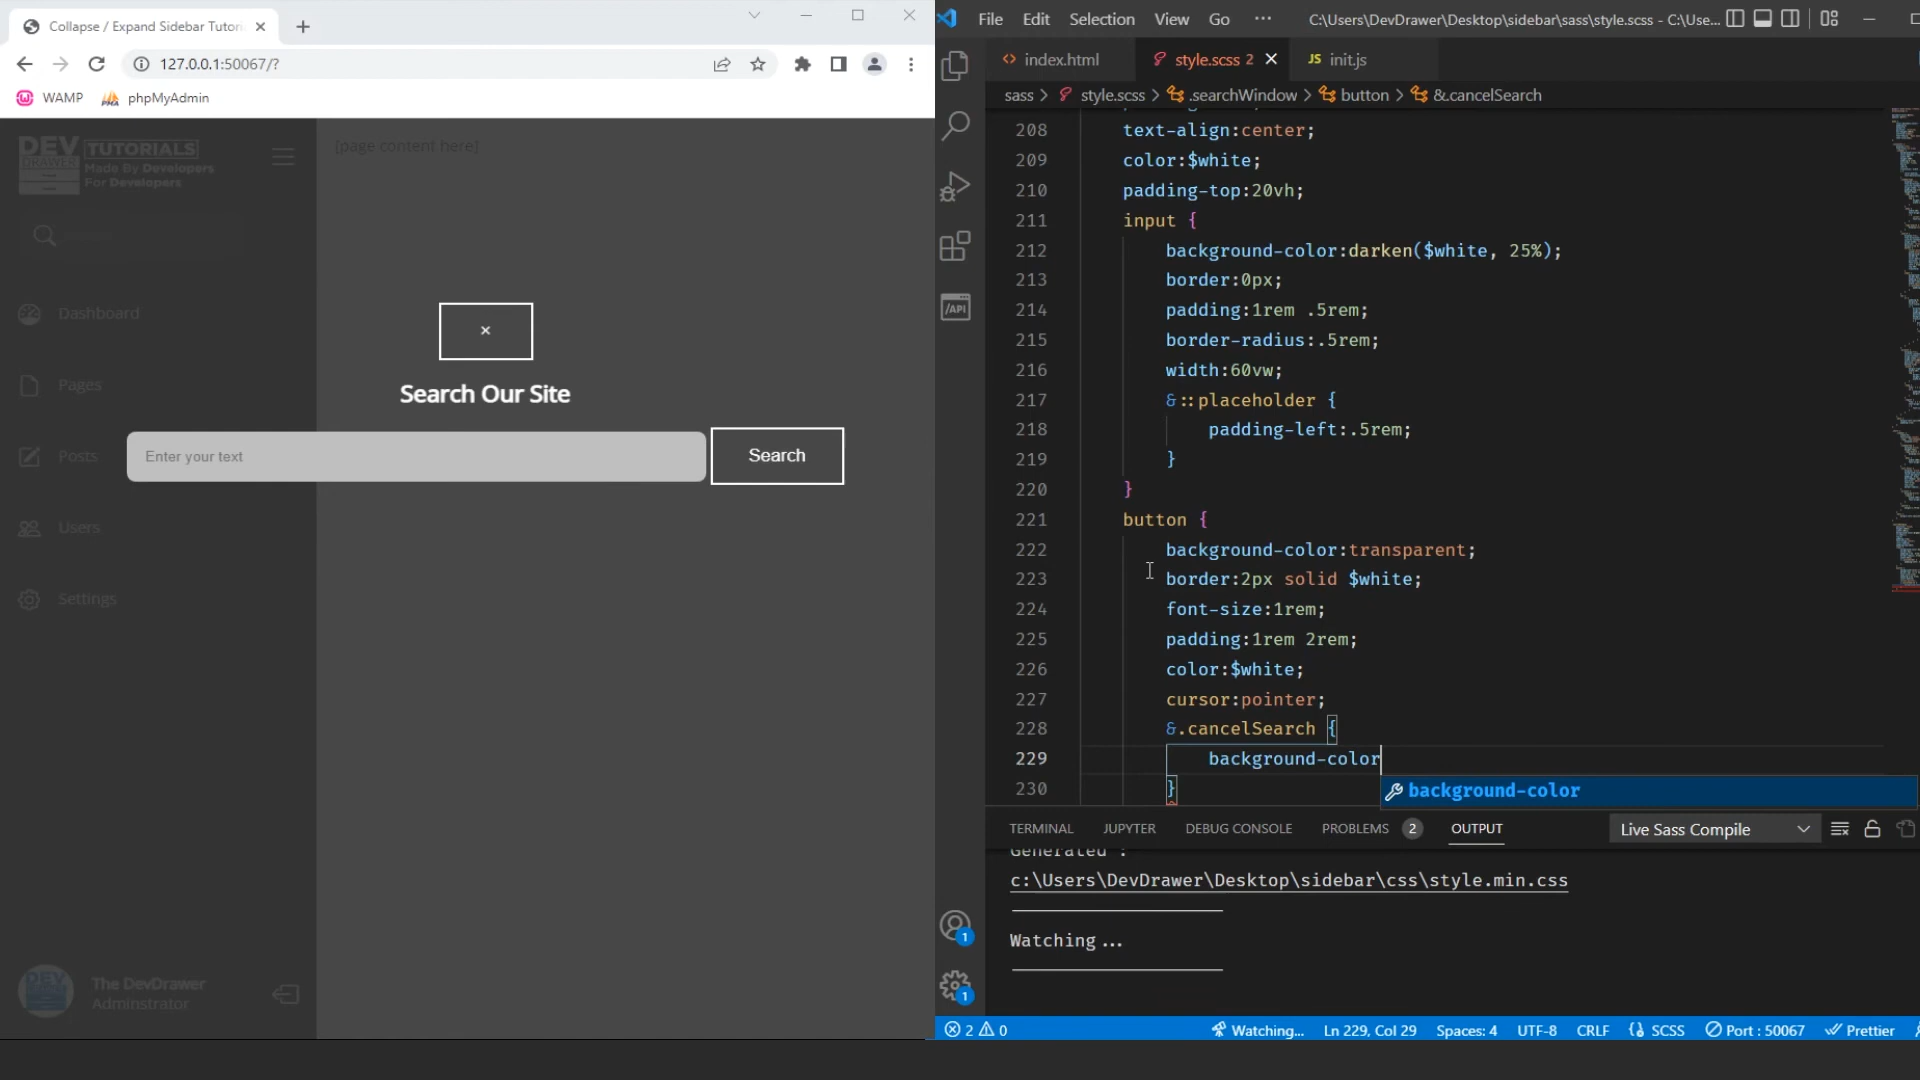 Collapse / Expand Sidebar Tutori
127.0.0.1:50067/?
WAMP
phpMyAdmin
DEV DRAWER TUTORIALS
Made By Developers
For Developers
[page content here]
Dashboard
×
Search Our Site
Pages
Posts
Enter your text
Search
Users
Settings
The DevDrawer
Adminstrator
File Edit Selection View Go ··· C:\Users\DevDrawer\Desktop\sidebar\sass\style.scss - C:\Use...
index.html
style.scss 2
JS init.js
sass > style.scss > .searchWindow > button > &.cancelSearch
208 text-align:center;
209 color:$white;
210 padding-top:20vh;
211 input {
212 background-color:darken($white, 25%);
213 border:0px;
214 padding:1rem .5rem;
215 border-radius:.5rem;
216 width:60vw;
217 &::placeholder {
218 padding-left:.5rem;
219 }
220 }
221 button {
222 background-color:transparent;
223 border:2px solid $white;
224 font-size:1rem;
225 padding:1rem 2rem;
226 color:$white;
227 cursor:pointer;
228 &.cancelSearch {
229 background-color
230 }
background-color
/API
TERMINAL JUPYTER DEBUG CONSOLE PROBLEMS 2 OUTPUT Live Sass Compile
Generated :
c:\Users\DevDrawer\Desktop\sidebar\css\style.min.css
Watching...
1
1
2 0 Watching... Ln 229, Col 29 Spaces: 4 UTF-8 CRLF SCSS Port : 50067 Prettier